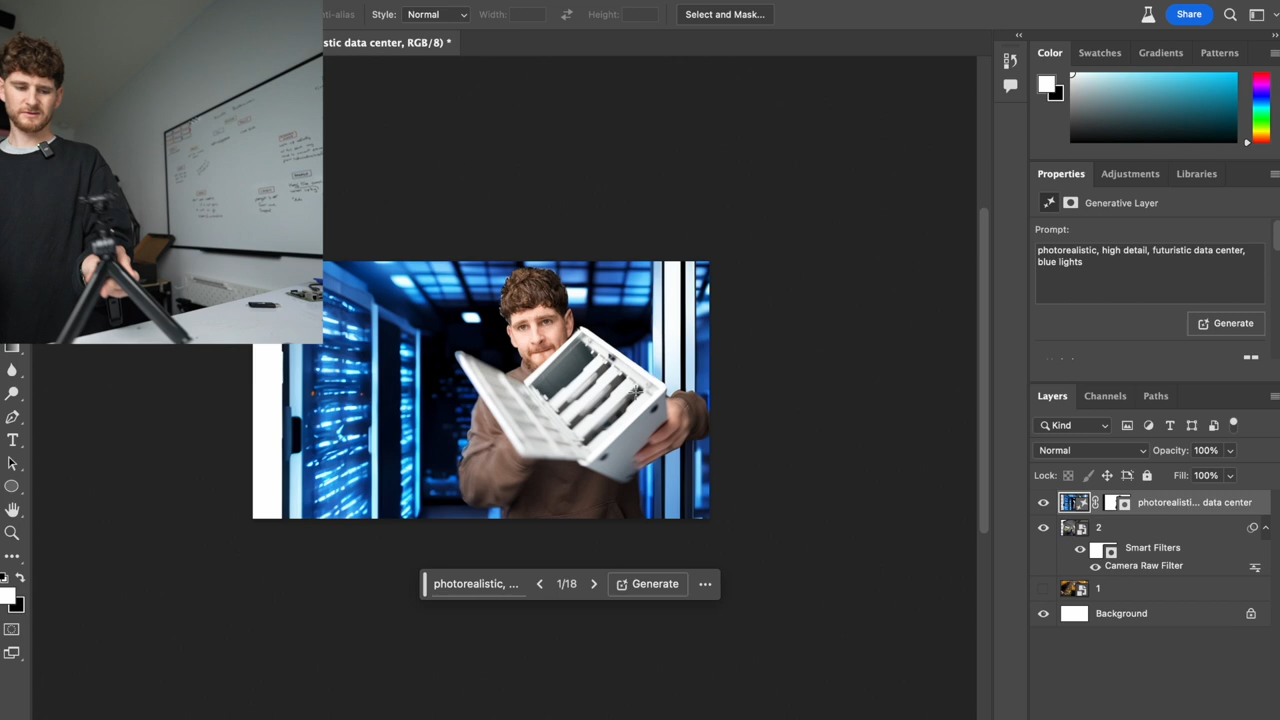 nti-alias
Style:
Normal
Width:
Height:
Select and Mask...
Share
stic data center, RGB/8) *
Color
Swatches
Gradients
Patterns
Properties
Adjustments
Libraries
Generative Layer
Prompt:
photorealistic, high detail, futuristic data center,
blue lights
Generate
Layers
Channels
Paths
Kind
Normal
Opacity: 100%
Lock:
Fill: 100%
photorealisti... data center
2
Smart Filters
Camera Raw Filter
1
Background
photorealistic, ...
1/18
Generate
T